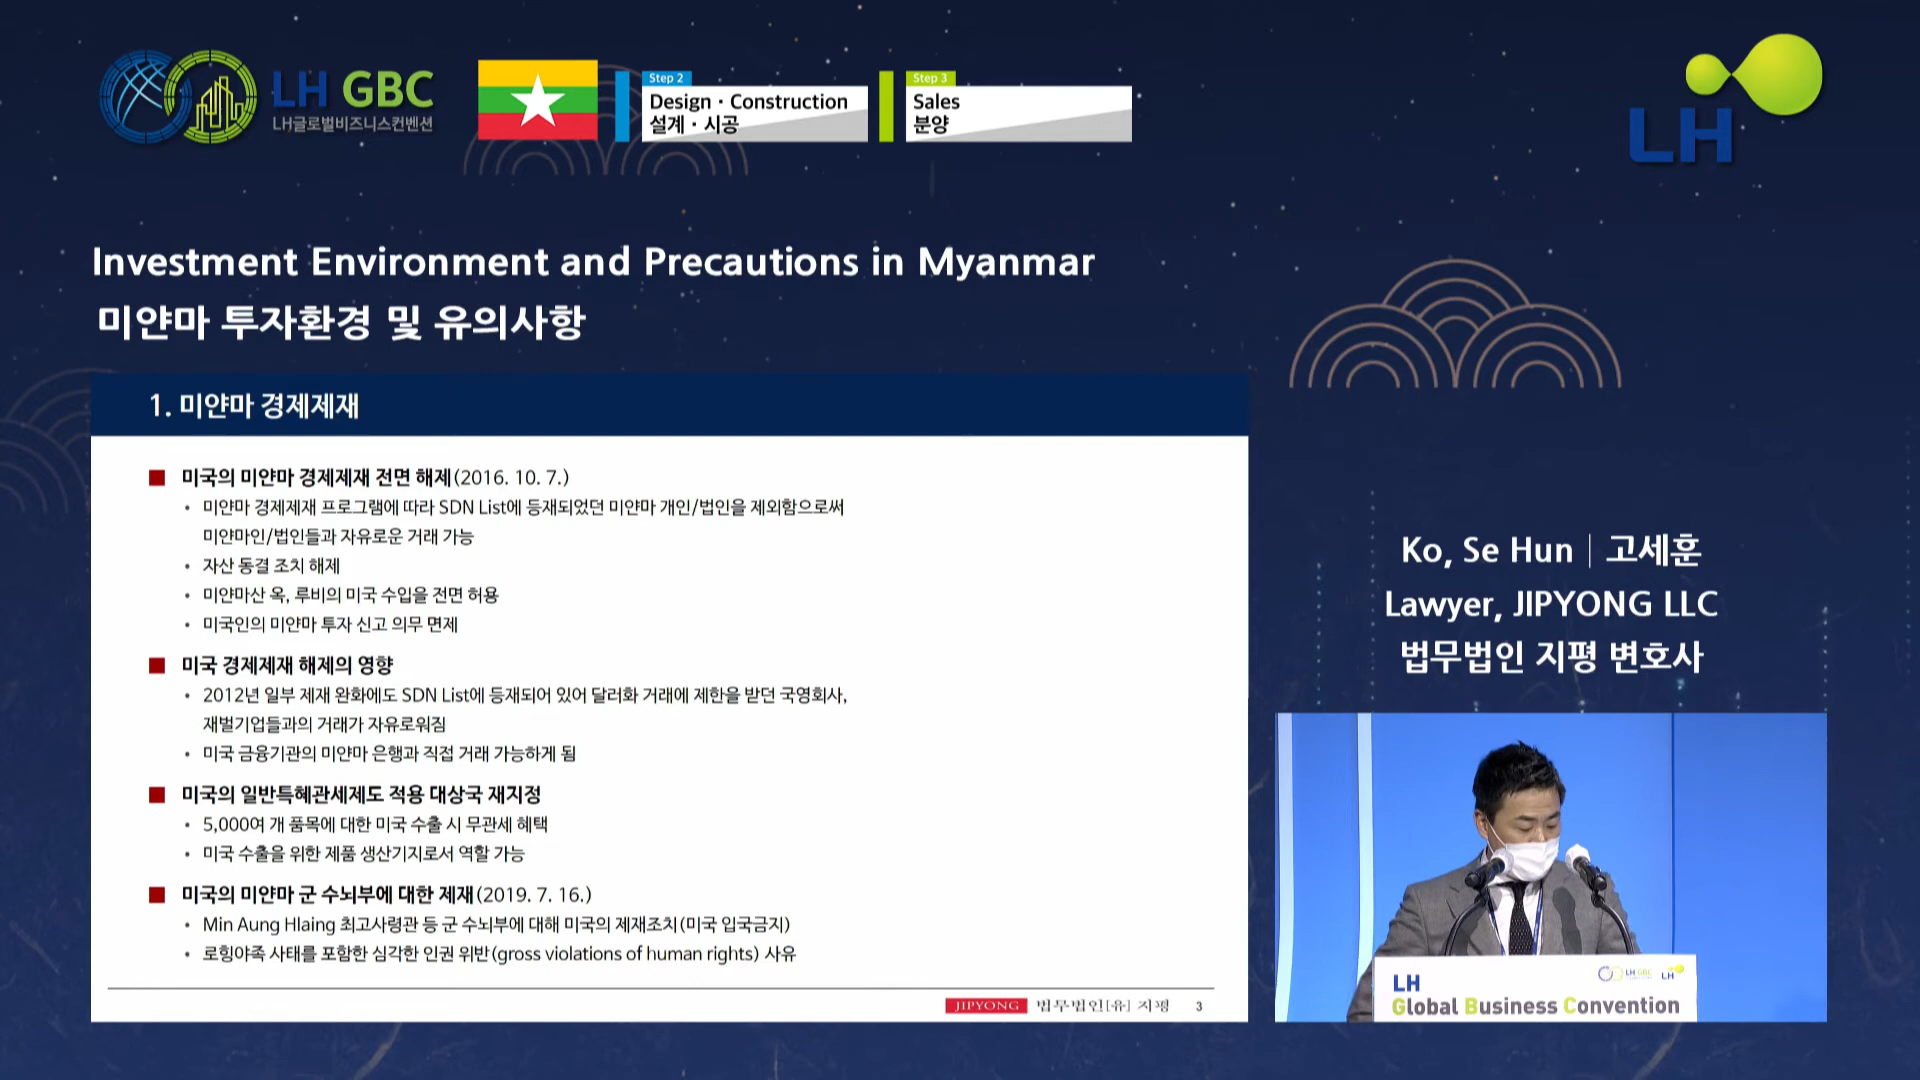 LH GBC
LH글로벌비즈니스컨벤션
Step 2
Design · Construction
설계 · 시공
Step 3
Sales
분양
LH
Investment Environment and Precautions in Myanmar
미얀마 투자환경 및 유의사항
1. 미얀마 경제제재
■ 미국의 미얀마 경제제재 전면 해제(2016. 10. 7.)
• 미얀마 경제제재 프로그램에 따라 SDN List에 등재되었던 미얀마 개인/법인을 제외함으로써
미얀마인/법인들과 자유로운 거래 가능
• 자산 동결 조치 해제
• 미얀마산 옥, 루비의 미국 수입을 전면 허용
• 미국인의 미얀마 투자 신고 의무 면제
■ 미국 경제제재 해제의 영향
• 2012년 일부 제재 완화에도 SDN List에 등재되어 있어 달러화 거래에 제한을 받던 국영회사,
재벌기업들과의 거래가 자유로워짐
• 미국 금융기관의 미얀마 은행과 직접 거래 가능하게 됨
■ 미국의 일반특혜관세제도 적용 대상국 재지정
• 5,000여 개 품목에 대한 미국 수출 시 무관세 혜택
• 미국 수출을 위한 제품 생산기지로서 역할 가능
■ 미국의 미얀마 군 수뇌부에 대한 제재(2019. 7. 16.)
• Min Aung Hlaing 최고사령관 등 군 수뇌부에 대해 미국의 제재조치(미국 입국금지)
• 로힝야족 사태를 포함한 심각한 인권 위반(gross violations of human rights) 사유
JIPYONG 법무법인[유] 지평 3
Ko, Se Hun | 고세훈
Lawyer, JIPYONG LLC
법무법인 지평 변호사
LH GBC LH
LH
Global Business Convention